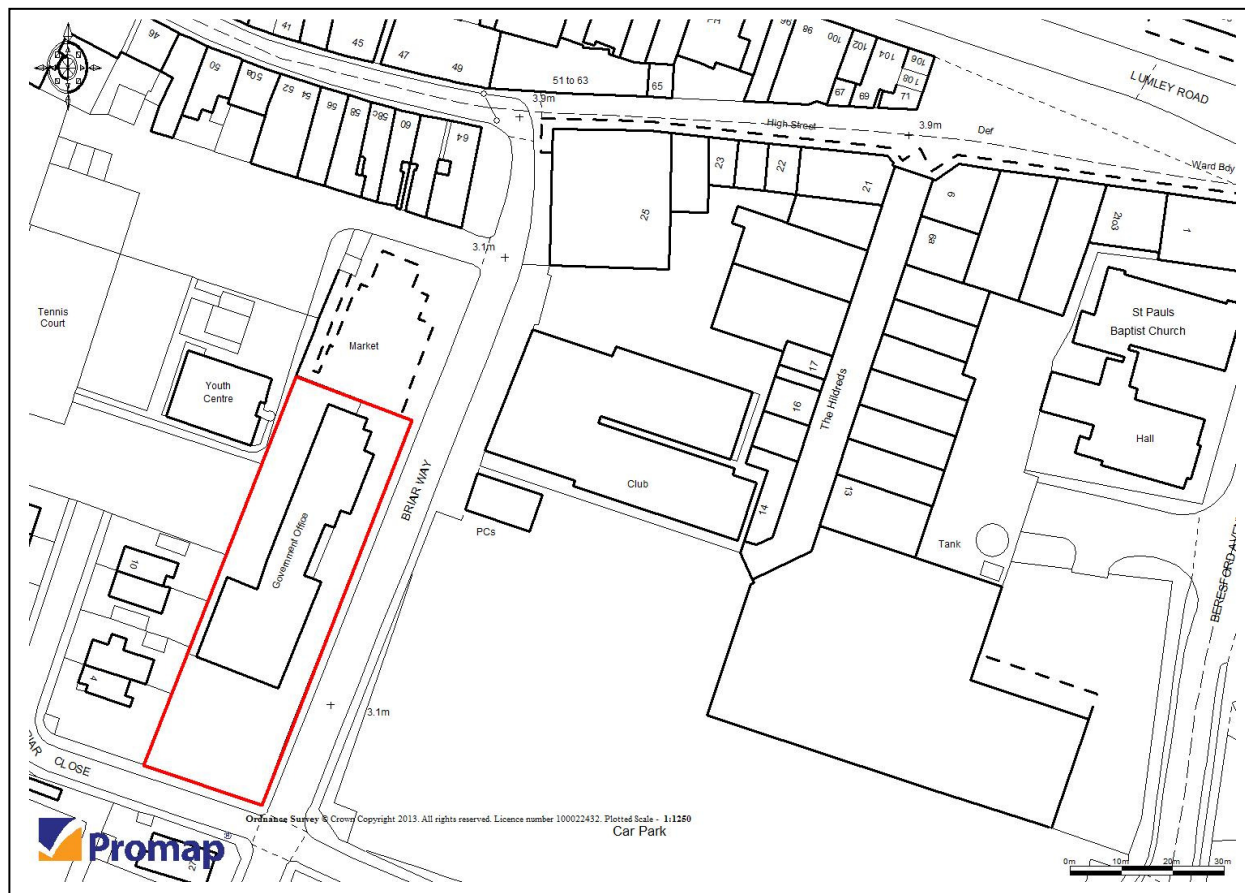 41
45
46
47
49
50
50a
52
54
56
58
58c
60
64
51 to 63
65
98
100
102
104
106
108
67
69
71
LUMLEY ROAD
3.9m
High Street
3.9m
Def
Ward Bdy
23
22
21
25
6
6a
2to3
1
3.1m
Tennis
Court
Market
Youth
Centre
St Pauls
Baptist Church
17
16
The Hildreds
Hall
BRIAR WAY
Club
13
14
PCs
Government Office
Tank
10
4
BERESFORD AVEN
3.1m
CLOSE
27
Ordnance Survey © Crown Copyright 2013. All rights reserved. Licence number 100022432. Plotted Scale - 1:1250
Car Park
Promap
0m 10m 20m 30m